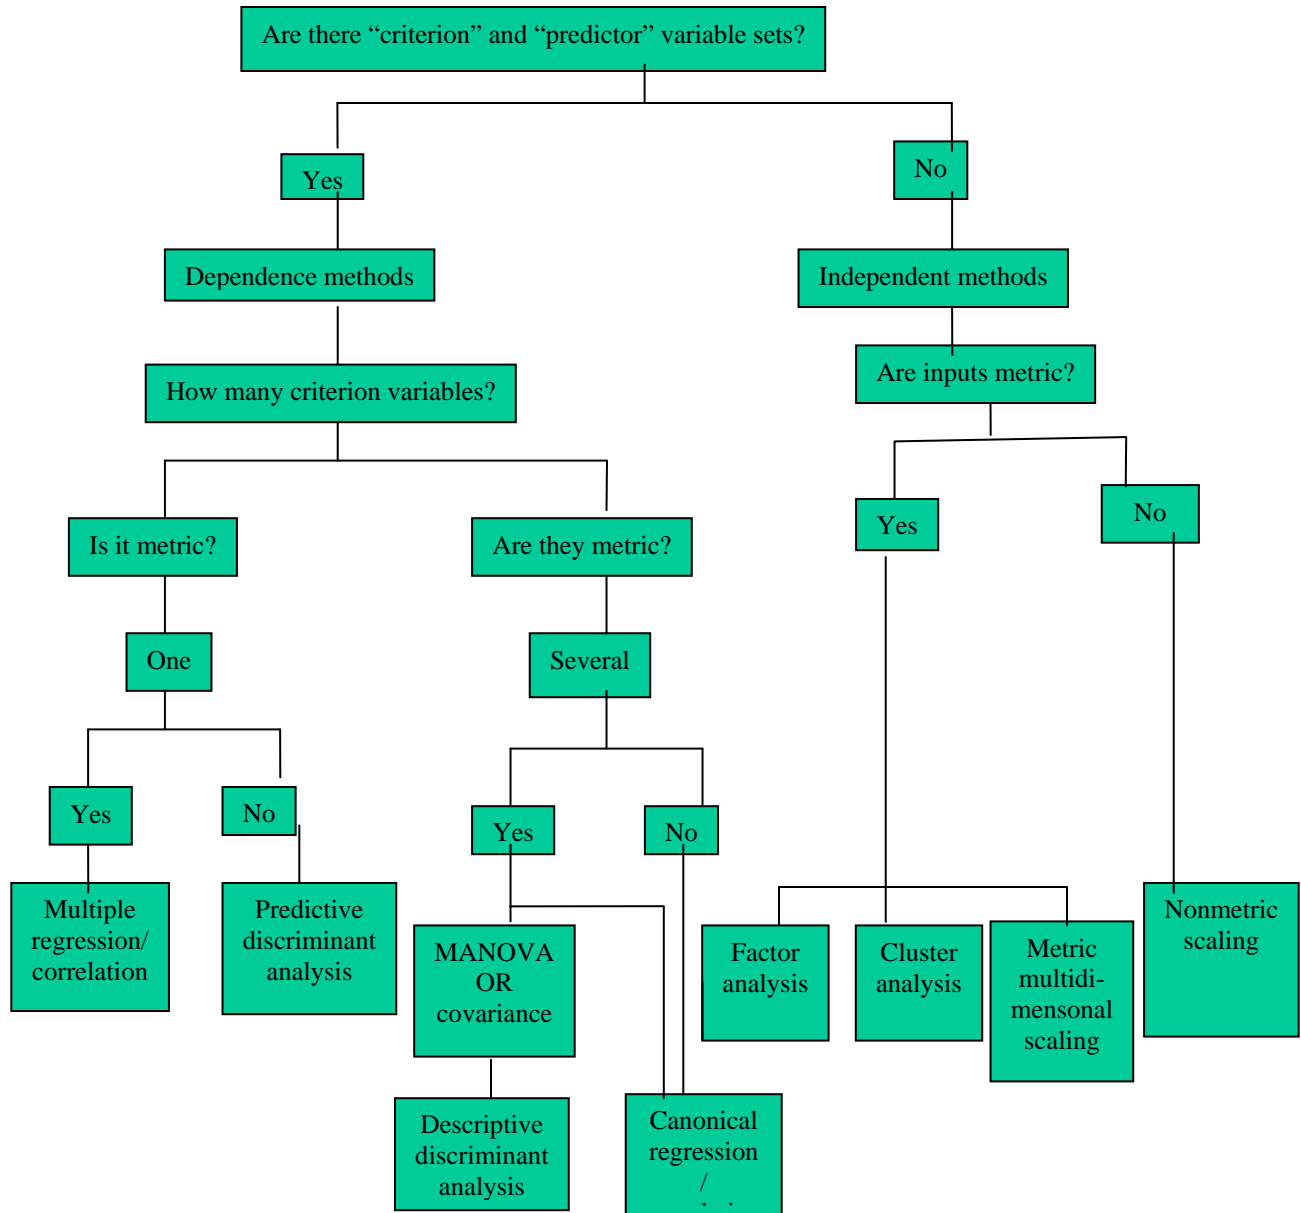 Are there “criterion” and “predictor” variable sets?
Yes
No
Dependence methods
Independent methods
How many criterion variables?
Are inputs metric?
Is it metric?
Are they metric?
Yes
No
One
Several
Yes
No
Yes
No
Multiple
regression/
correlation
Predictive
discriminant
analysis
MANOVA
OR
covariance
Factor
analysis
Cluster
analysis
Metric
multidi-
mensonal
scaling
Nonmetric
scaling
Descriptive
discriminant
analysis
Canonical
regression
/